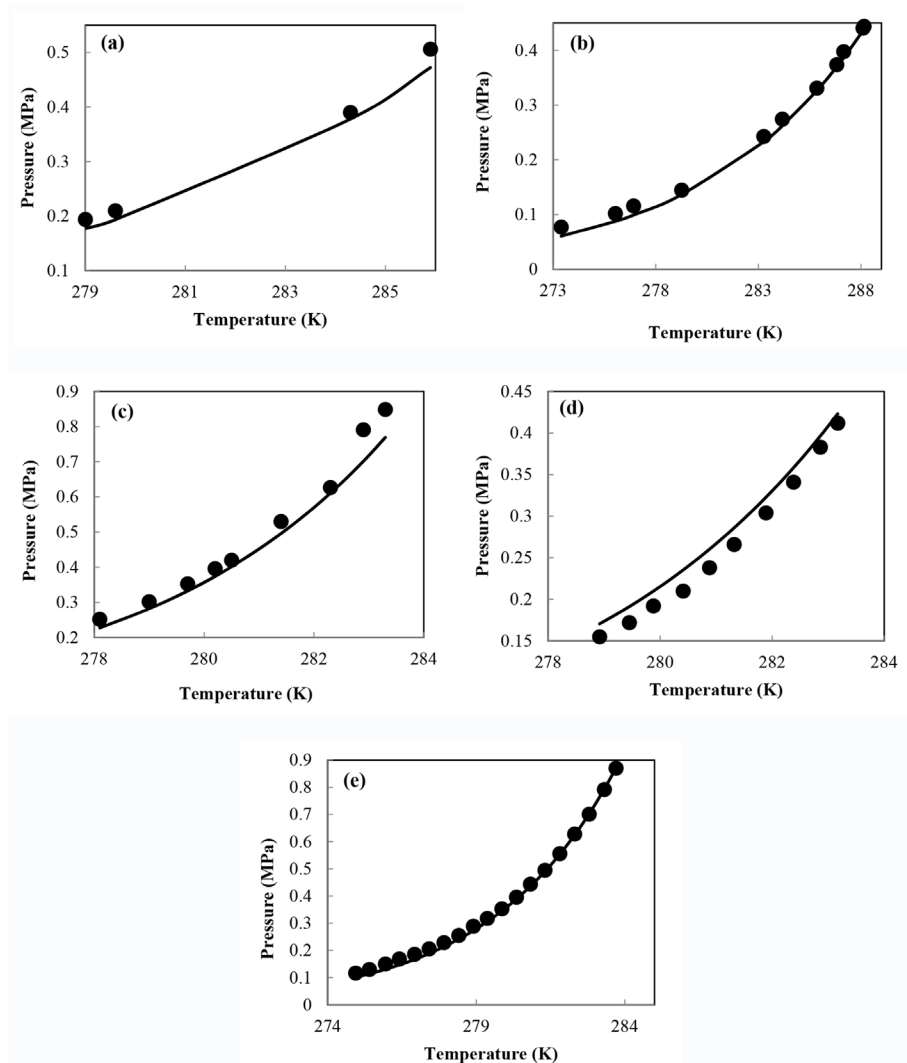 (a)
0.5
0.4
0.3
0.2
0.1
Pressure (MPa)
279 281 283 285
Temperature (K)
(b)
0.4
0.3
0.2
0.1
0
Pressure (MPa)
273 278 283 288
Temperature (K)
(c)
0.9
0.8
0.7
0.6
0.5
0.4
0.3
0.2
Pressure (MPa)
278 280 282 284
Temperature (K)
(d)
0.45
0.4
0.35
0.3
0.25
0.2
0.15
Pressure (MPa)
278 280 282 284
Temperature (K)
(e)
0.9
0.8
0.7
0.6
0.5
0.4
0.3
0.2
0.1
0
Pressure (MPa)
274 279 284
Temperature (K)